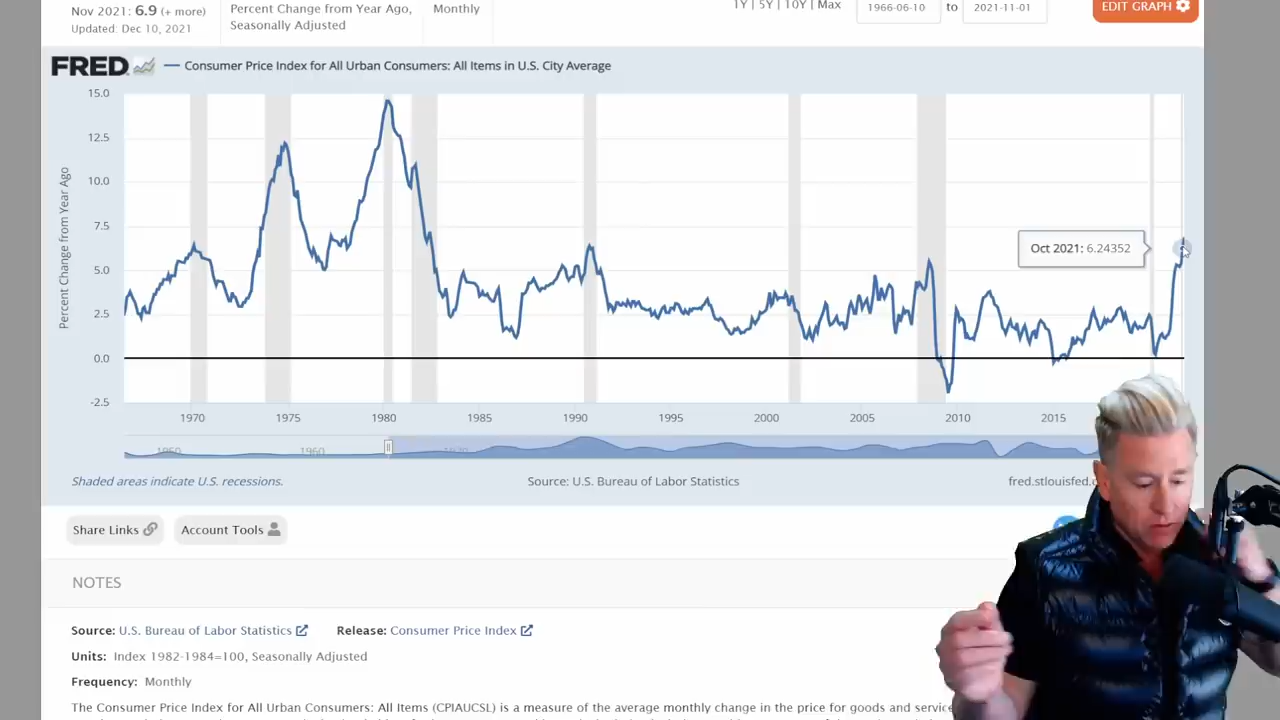 Nov 2021: 6.9 (+ more)
Updated: Dec 10, 2021
Percent Change from Year Ago,
Seasonally Adjusted
Monthly
1Y | 5Y | 10Y | Max
1966-06-10 to 2021-11-01
EDIT GRAPH
FRED
Consumer Price Index for All Urban Consumers: All Items in U.S. City Average
Percent Change from Year Ago
15.0
12.5
10.0
7.5
5.0
2.5
0.0
-2.5
Oct 2021: 6.24352
1970 1975 1980 1985 1990 1995 2000 2005 2010 2015
1950 1960 1970
Shaded areas indicate U.S. recessions.
Source: U.S. Bureau of Labor Statistics
fred.stlouisfed.
Share Links
Account Tools
NOTES
Source: U.S. Bureau of Labor Statistics
Release: Consumer Price Index
Units: Index 1982-1984=100, Seasonally Adjusted
Frequency: Monthly
The Consumer Price Index for All Urban Consumers: All Items (CPIAUCSL) is a measure of the average monthly change in the price for goods and service